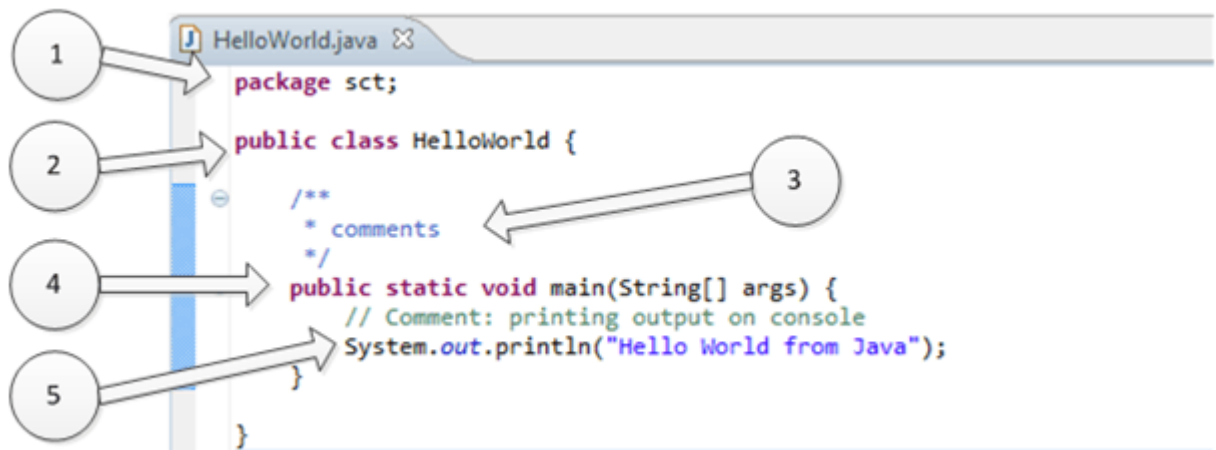 HelloWorld.java
1
package sct;
2
public class HelloWorld {
3
/**
* comments
*/
4
public static void main(String[] args) {
// Comment: printing output on console
5
System.out.println("Hello World from Java");
}
}